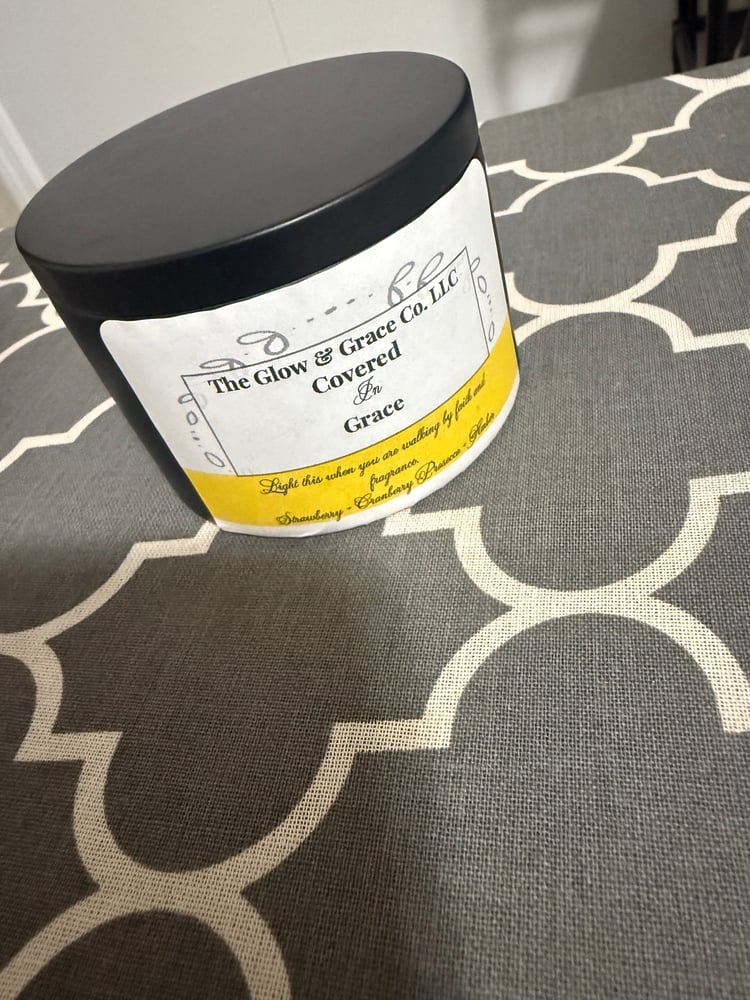 The Glow & Grace Co. LLC
Covered
In
Grace
Light this when you are walking by faith and
fragrance.
Strawberry - Cranberry Prosecco - Amber